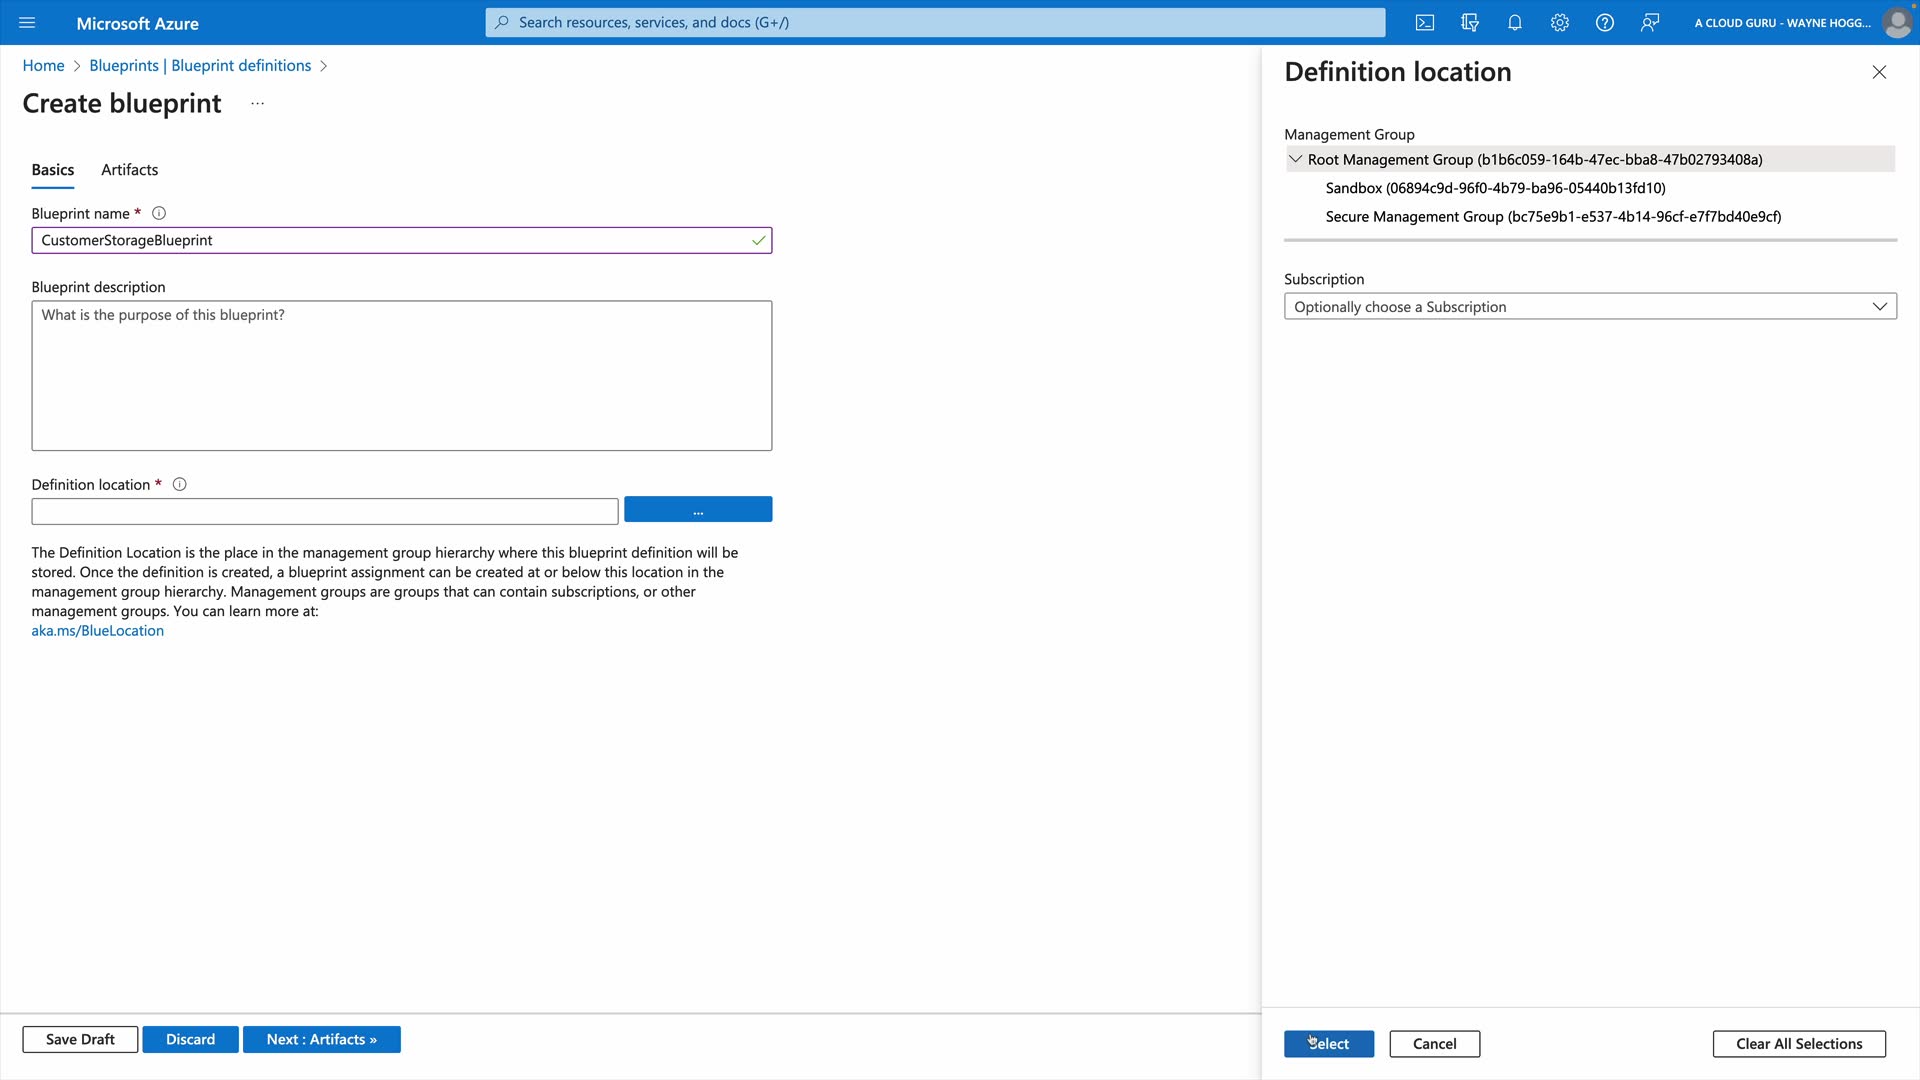 Microsoft Azure
Search resources, services, and docs (G+/)
A CLOUD GURU - WAYNE HOGG...
Home
Blueprints | Blueprint definitions
Create blueprint
...
Basics
Artifacts
Blueprint name *
CustomerStorageBlueprint
Blueprint description
What is the purpose of this blueprint?
Definition location *
...
The Definition Location is the place in the management group hierarchy where this blueprint definition will be
stored. Once the definition is created, a blueprint assignment can be created at or below this location in the
management group hierarchy. Management groups are groups that can contain subscriptions, or other
management groups. You can learn more at:
aka.ms/BlueLocation
Save Draft
Discard
Next : Artifacts »
Definition location
Management Group
Root Management Group (b1b6c059-164b-47ec-bba8-47b02793408a)
Sandbox (06894c9d-96f0-4b79-ba96-05440b13fd10)
Secure Management Group (bc75e9b1-e537-4b14-96cf-e7f7bd40e9cf)
Subscription
Optionally choose a Subscription
Select
Cancel
Clear All Selections